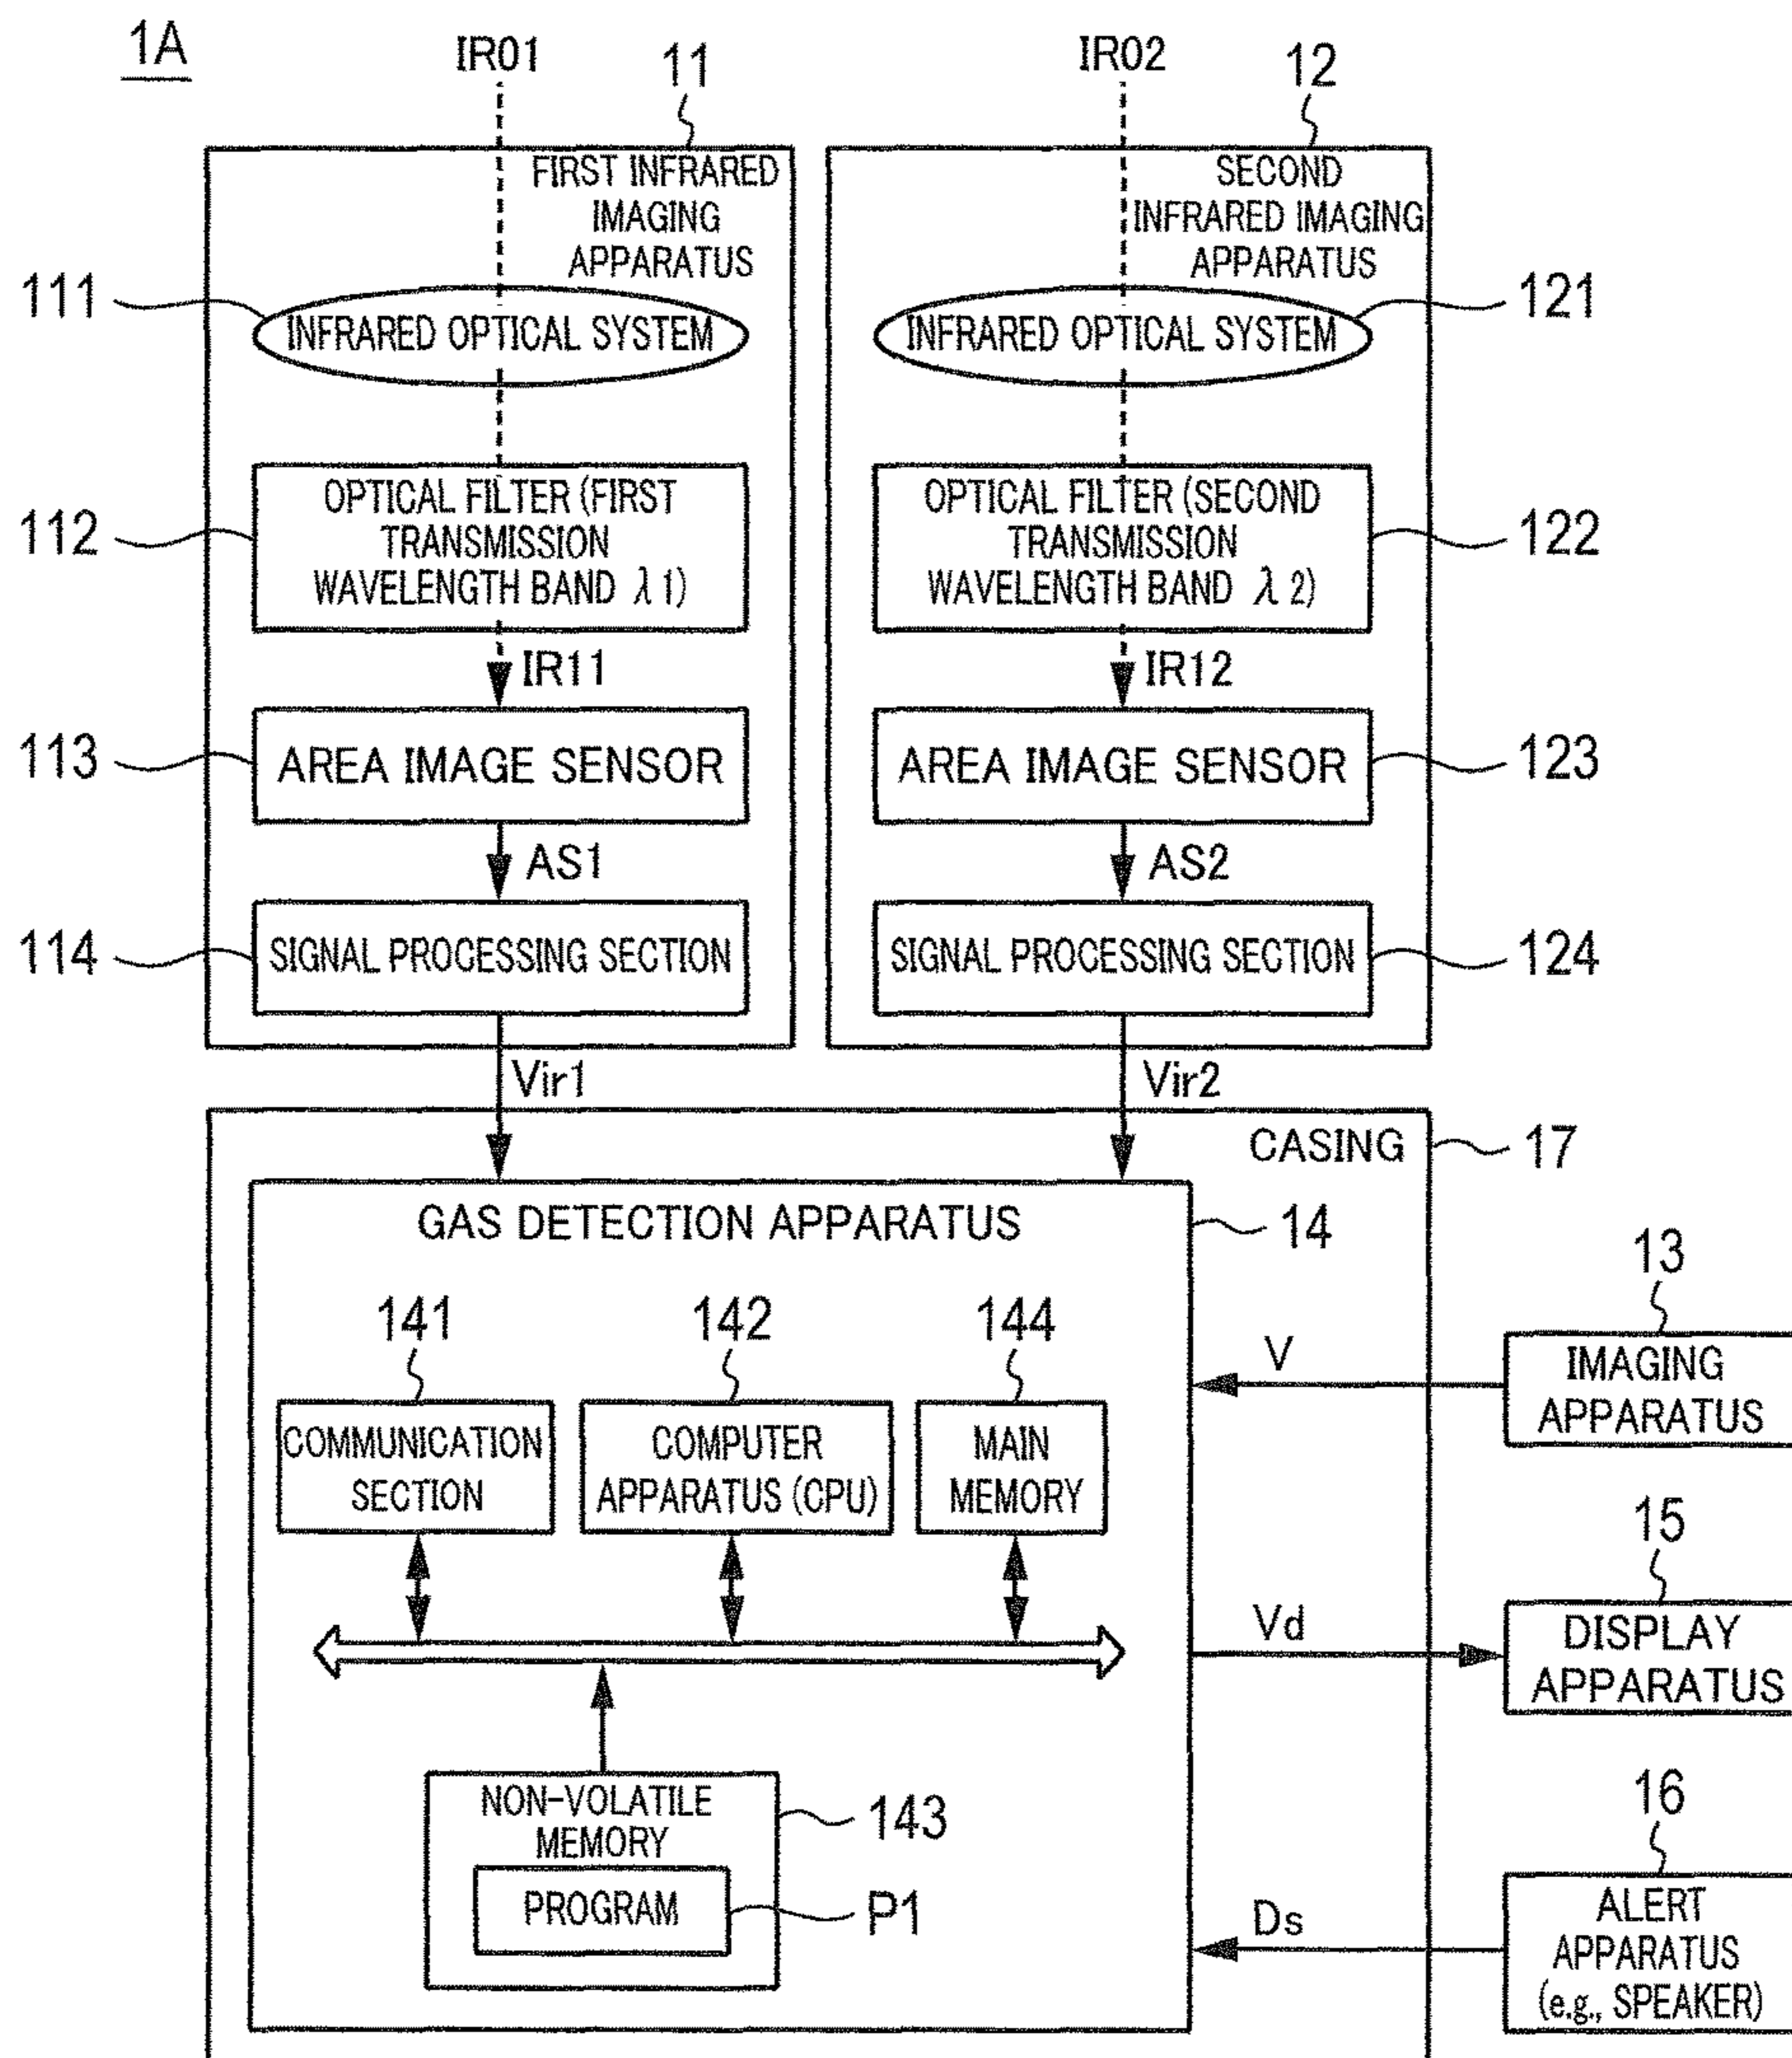 1A
IR01
11
IR02
12
FIRST INFRARED
IMAGING
APPARATUS
SECOND
INFRARED IMAGING
APPARATUS
111
INFRARED OPTICAL SYSTEM
INFRARED OPTICAL SYSTEM
121
112
OPTICAL FILTER (FIRST
TRANSMISSION
WAVELENGTH BAND λ1)
OPTICAL FILTER (SECOND
TRANSMISSION
WAVELENGTH BAND λ2)
122
IR11
IR12
113
AREA IMAGE SENSOR
AREA IMAGE SENSOR
123
AS1
AS2
114
SIGNAL PROCESSING SECTION
SIGNAL PROCESSING SECTION
124
Vir1
Vir2
CASING
17
GAS DETECTION APPARATUS
14
13
141
142
144
V
IMAGING
APPARATUS
COMMUNICATION
SECTION
COMPUTER
APPARATUS (CPU)
MAIN
MEMORY
15
Vd
DISPLAY
APPARATUS
NON-VOLATILE
MEMORY
143
16
PROGRAM
P1
Ds
ALERT
APPARATUS
(e.g., SPEAKER)